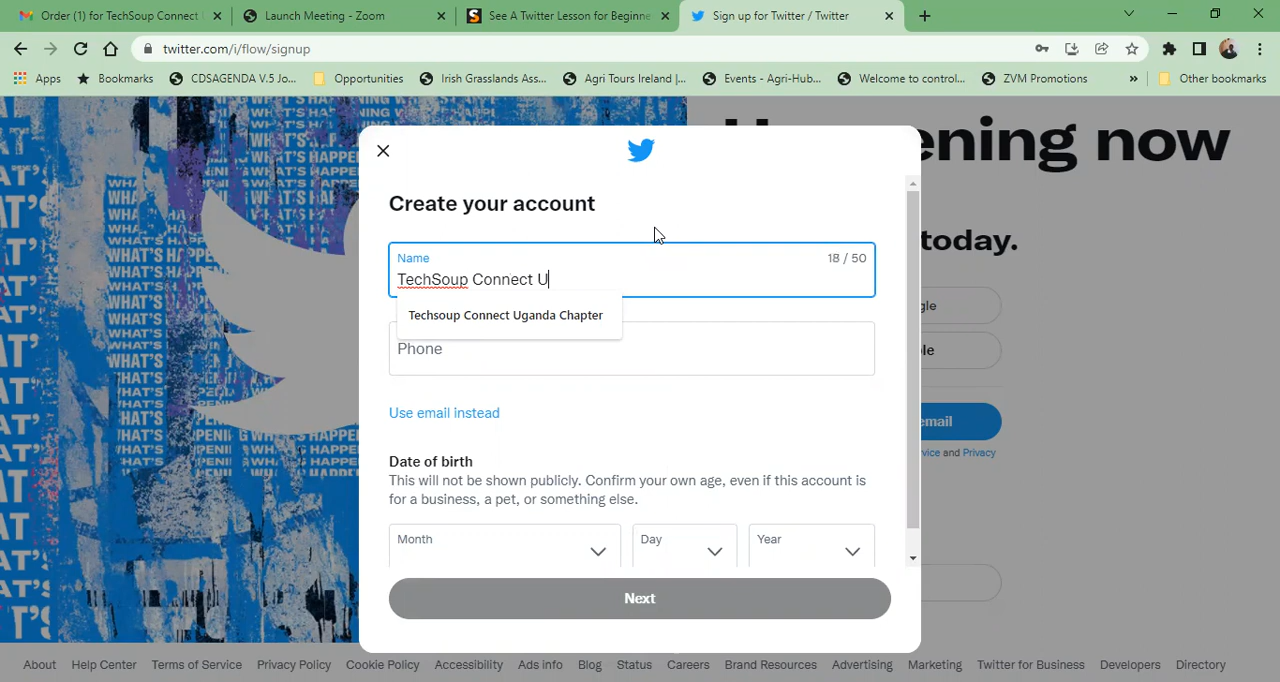 Order (1) for TechSoup Connect
Launch Meeting - Zoom
See A Twitter Lesson for Beginne
Sign up for Twitter / Twitter
twitter.com/i/flow/signup
Apps
Bookmarks
CDSAGENDA V.5 Jo...
Opportunities
Irish Grasslands Ass...
Agri Tours Ireland |...
Events - Agri-Hub...
Welcome to control...
ZVM Promotions
»
Other bookmarks
ening now
today.
Create your account
Name
18 / 50
TechSoup Connect U
Techsoup Connect Uganda Chapter
Phone
Use email instead
Date of birth
This will not be shown publicly. Confirm your own age, even if this account is
for a business, a pet, or something else.
Month
Day
Year
Next
gle
le
email
vice and Privacy
About
Help Center
Terms of Service
Privacy Policy
Cookie Policy
Accessibility
Ads info
Blog
Status
Careers
Brand Resources
Advertising
Marketing
Twitter for Business
Developers
Directory